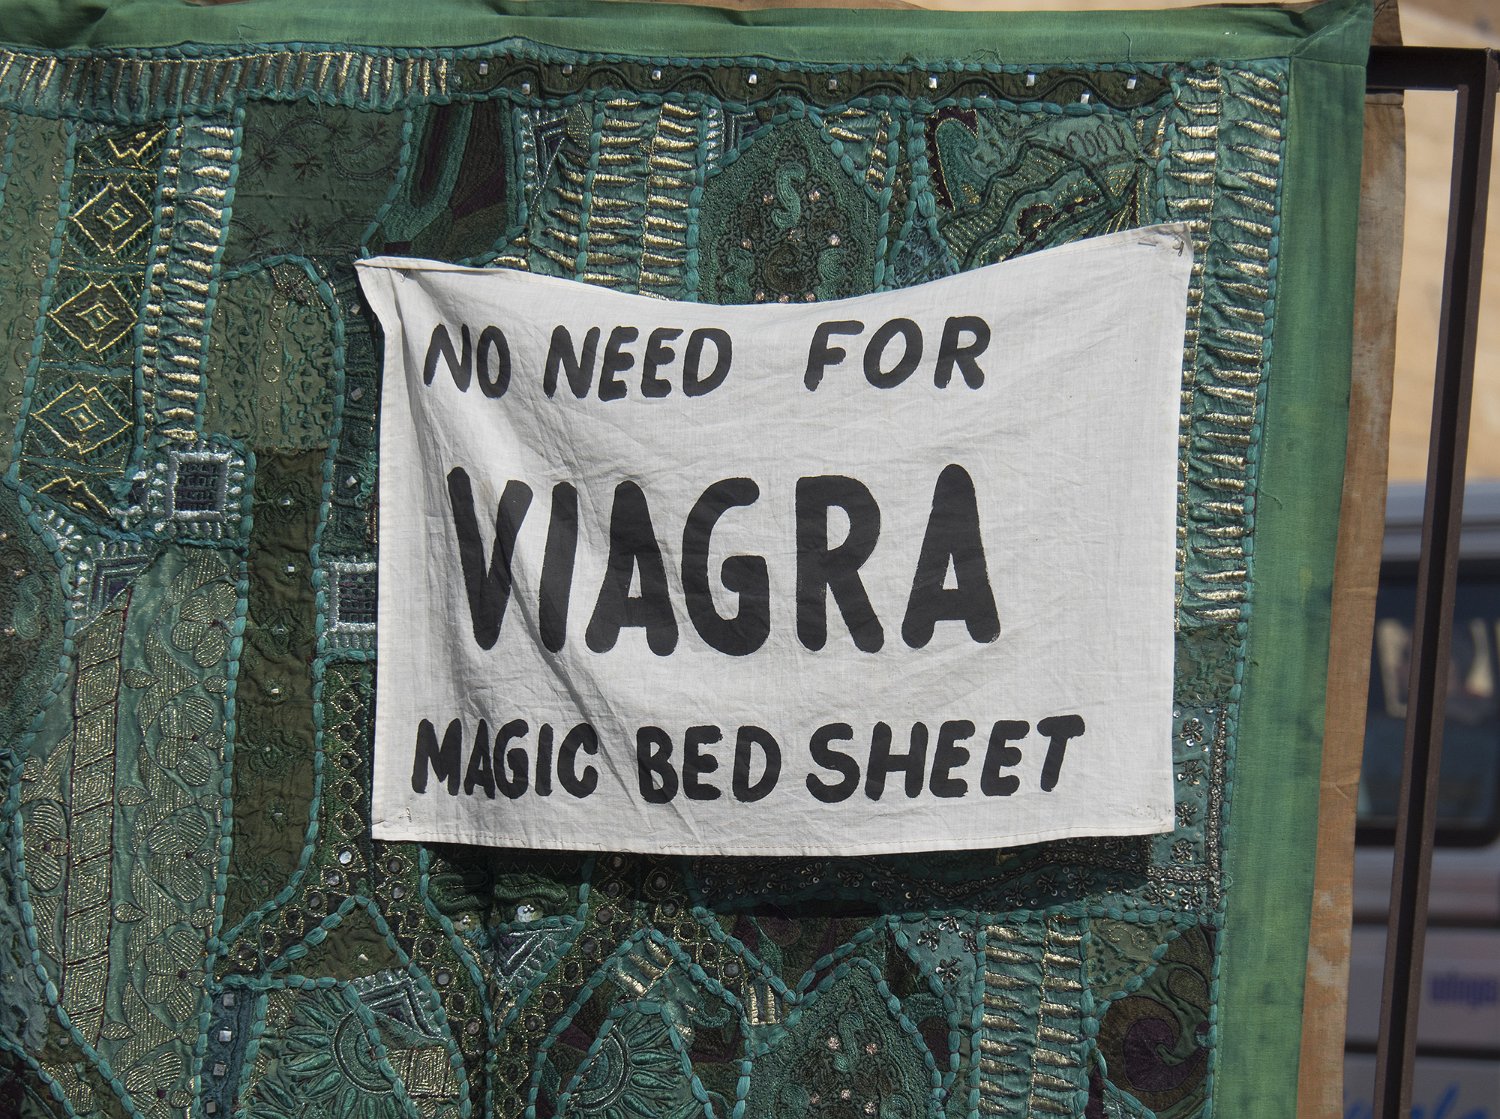 NO NEED FOR
VIAGRA
MAGIC BED SHEET